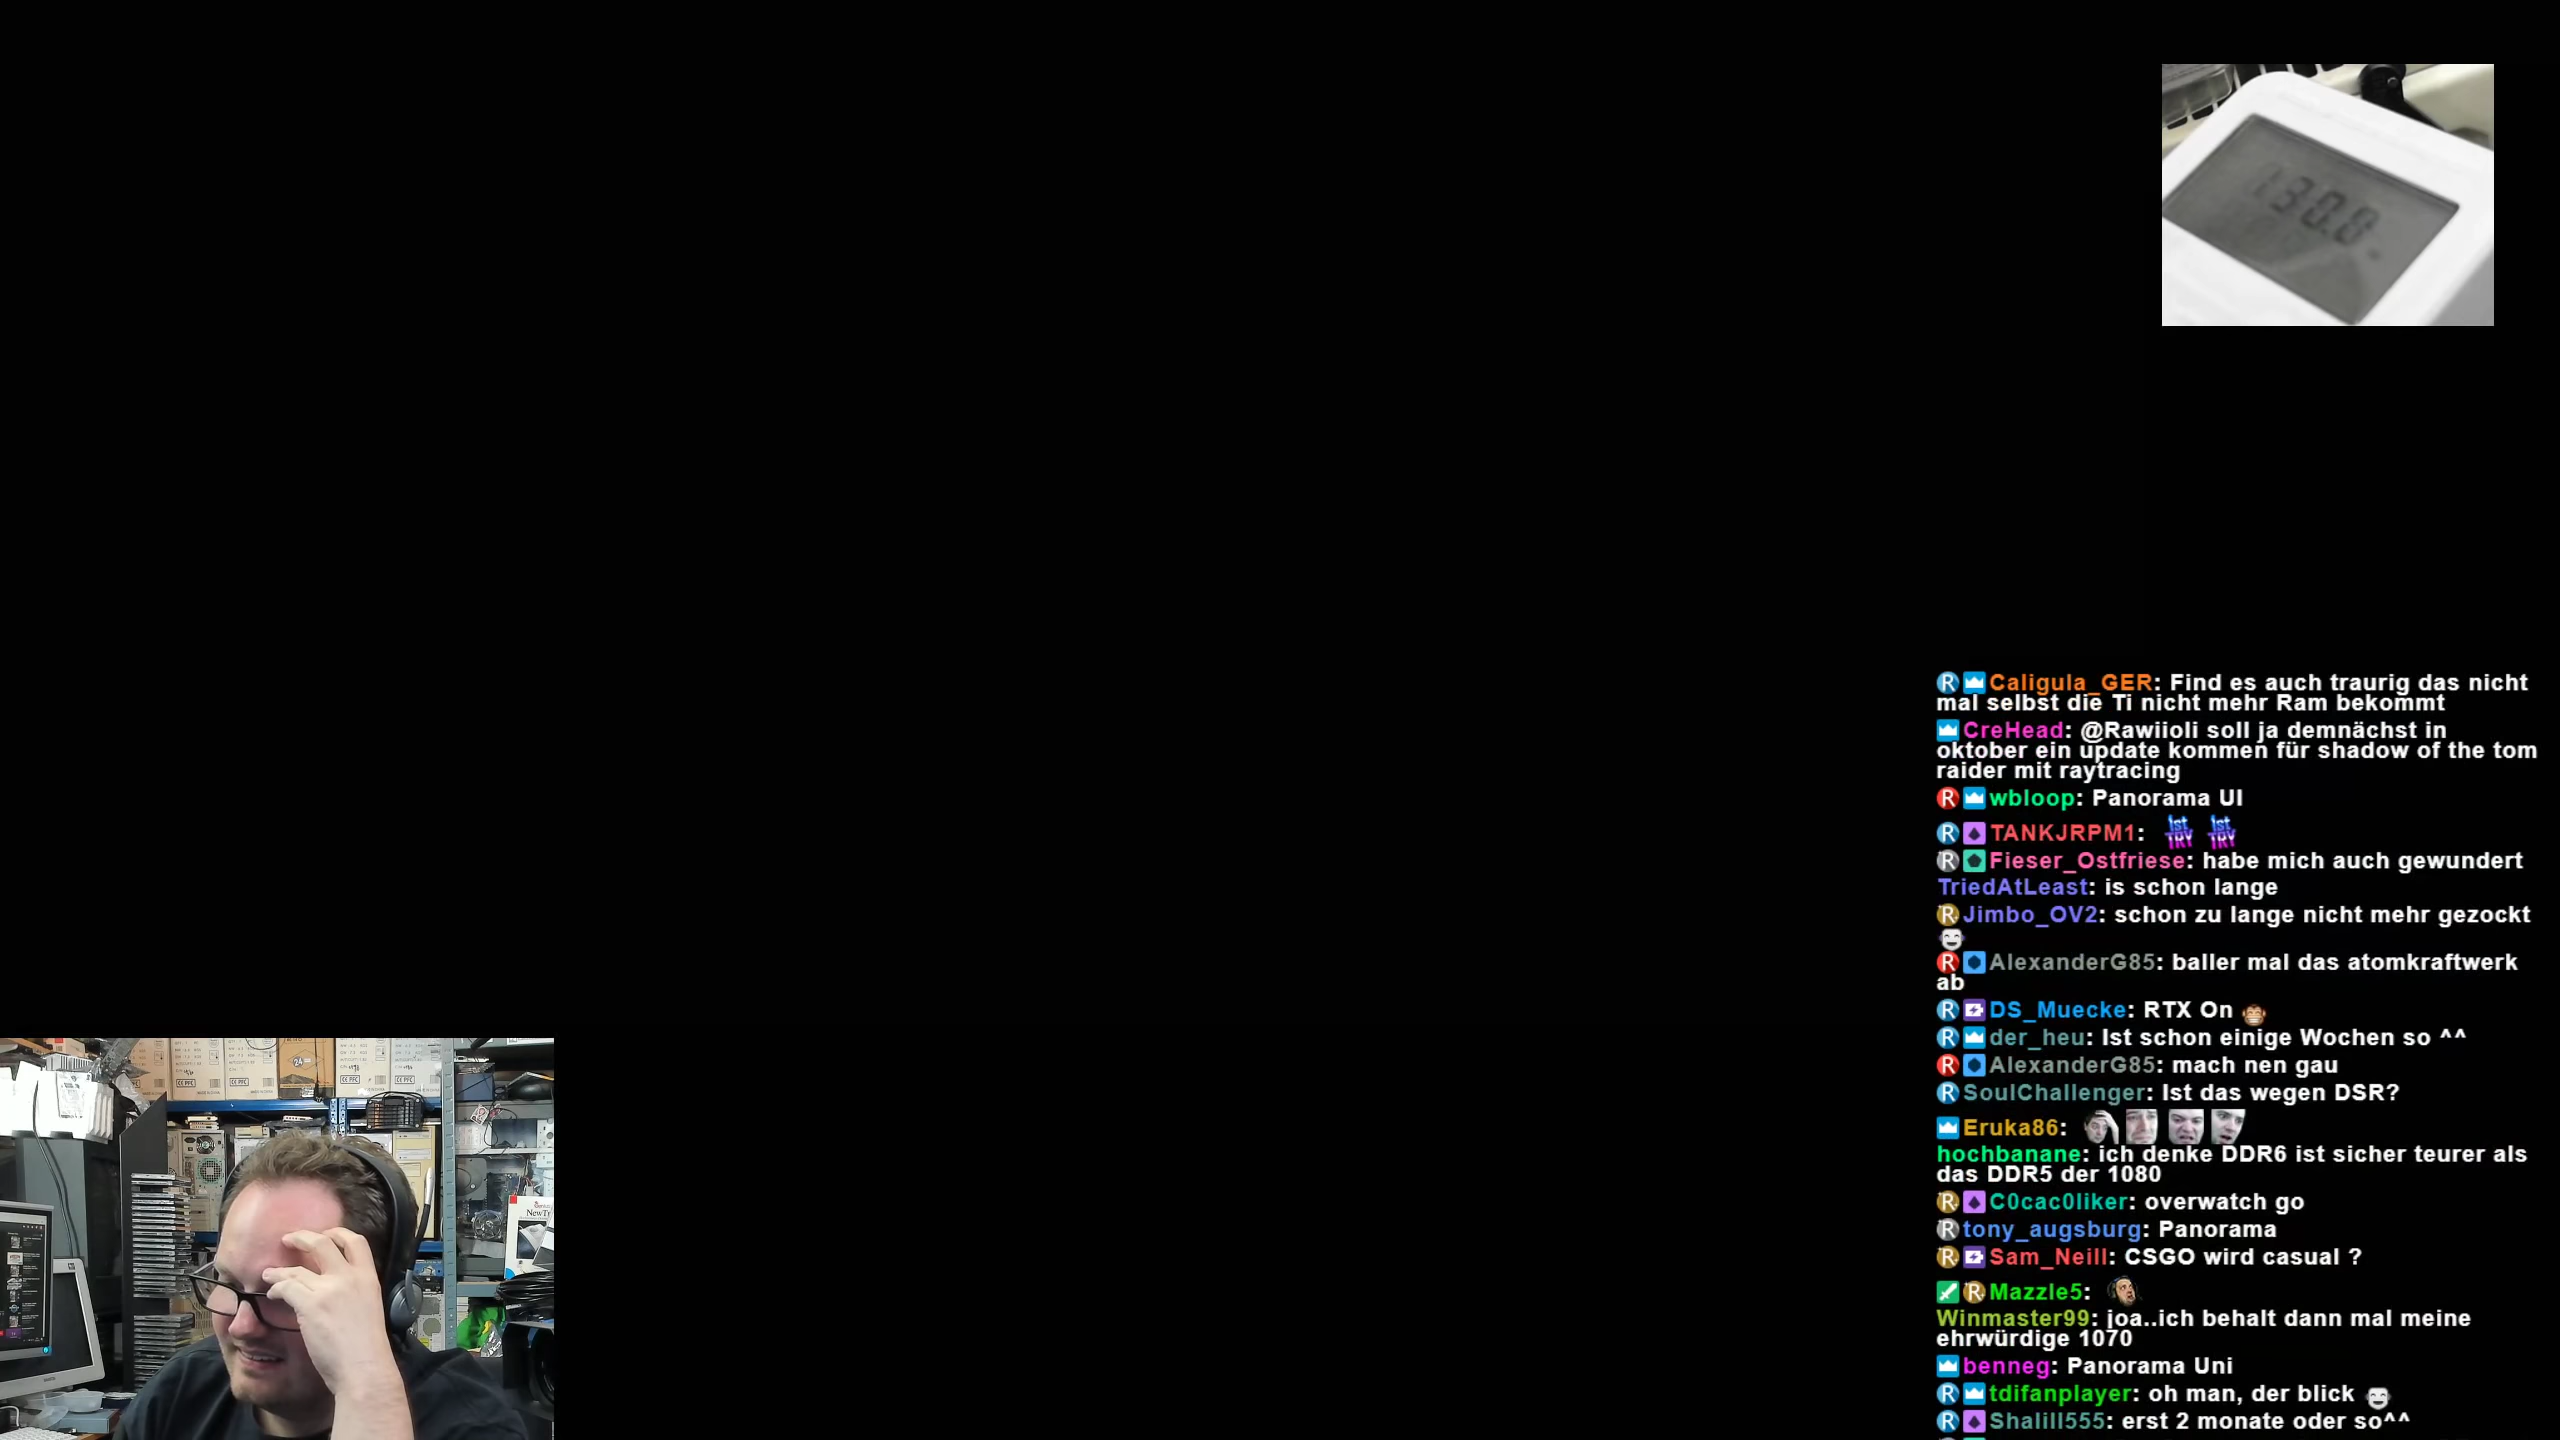 130.8
Caligula_GER: Find es auch traurig das nicht
mal selbst die Ti nicht mehr Ram bekommt
CreHead: @Rawiioli soll ja demnächst in
oktober ein update kommen für shadow of the tom
raider mit raytracing
wbloop: Panorama UI
TANKJRPM1: 1st TRY 1st TRY
Fieser_Ostfriese: habe mich auch gewundert
TriedAtLeast: is schon lange
Jimbo_OV2: schon zu lange nicht mehr gezockt
AlexanderG85: baller mal das atomkraftwerk
ab
DS_Muecke: RTX On
der_heu: Ist schon einige Wochen so ^^
AlexanderG85: mach nen gau
SoulChallenger: Ist das wegen DSR?
Eruka86:
hochbanane: ich denke DDR6 ist sicher teurer als
das DDR5 der 1080
C0cac0liker: overwatch go
tony_augsburg: Panorama
Sam_Neill: CSGO wird casual ?
Mazzle5:
Winmaster99: joa..ich behalt dann mal meine
ehrwürdige 1070
benneg: Panorama Uni
tdifanplayer: oh man, der blick
Shalill555: erst 2 monate oder so^^